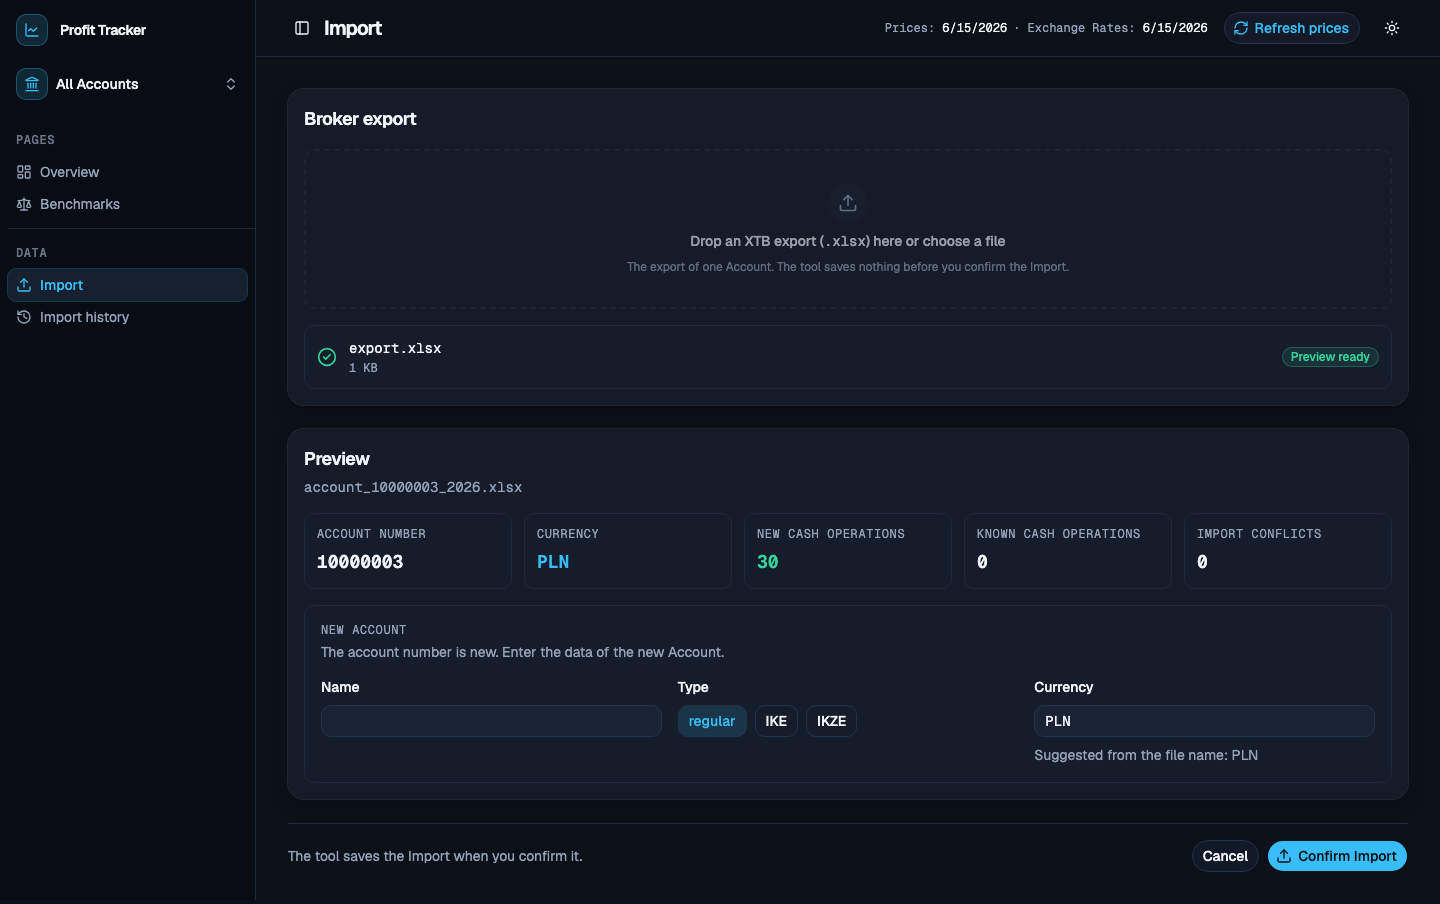 Profit Tracker
All Accounts
PAGES
Overview
Benchmarks
DATA
Import
Import history
Import
Prices: 6/15/2026 · Exchange Rates: 6/15/2026
Refresh prices
Broker export
Drop an XTB export (.xlsx) here or choose a file
The export of one Account. The tool saves nothing before you confirm the Import.
export.xlsx
1 KB
Preview ready
Preview
account_10000003_2026.xlsx
ACCOUNT NUMBER
10000003
CURRENCY
PLN
NEW CASH OPERATIONS
30
KNOWN CASH OPERATIONS
0
IMPORT CONFLICTS
0
NEW ACCOUNT
The account number is new. Enter the data of the new Account.
Name
Type
regular
IKE
IKZE
Currency
PLN
Suggested from the file name: PLN
The tool saves the Import when you confirm it.
Cancel
Confirm Import